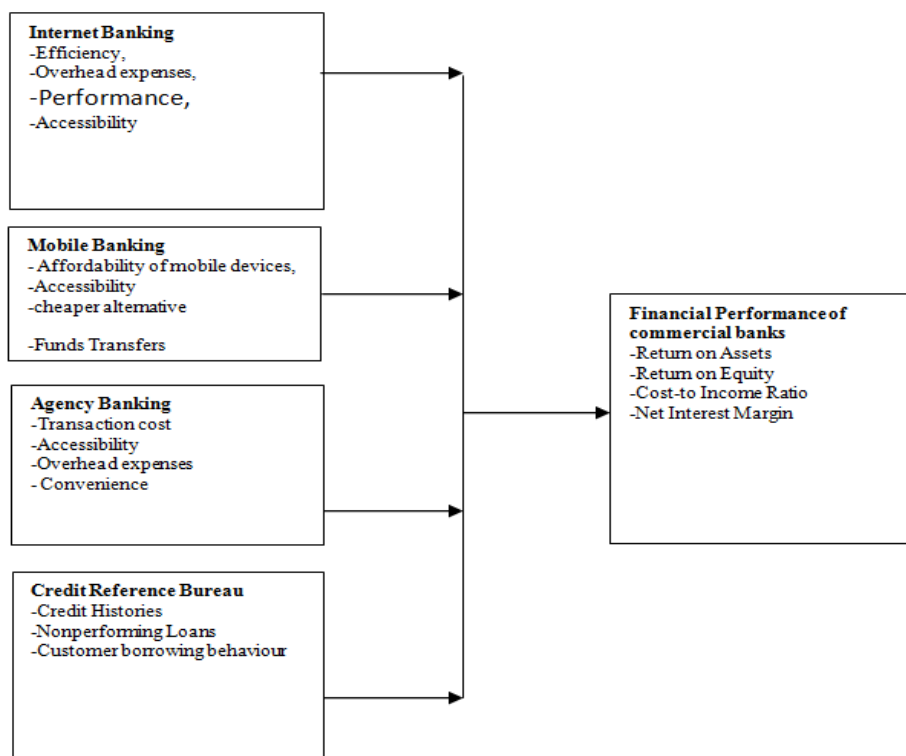 Internet Banking
-Efficiency,
-Overhead expenses,
-Performance,
-Accessibility
Mobile Banking
- Affordability of mobile devices,
-Accessibility
-cheaper alternative
-Funds Transfers
Agency Banking
-Transaction cost
-Accessibility
-Overhead expenses
- Convenience
Credit Reference Bureau
-Credit Histories
-Nonperforming Loans
-Customer borrowing behaviour
Financial Performance of
commercial banks
-Return on Assets
-Return on Equity
-Cost-to Income Ratio
-Net Interest Margin